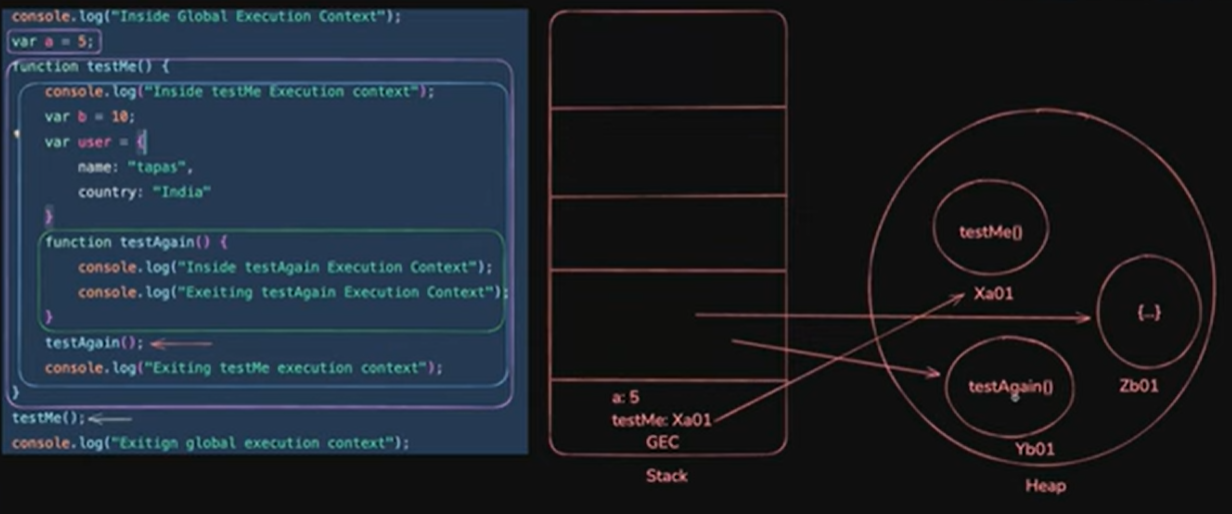 console.log("Inside Global Execution Context");
var a = 5;
function testMe() {
console.log("Inside testMe Execution context");
var b = 10;
var user = {
name: "tapas",
country: "India"
}
function testAgain() {
console.log("Inside testAgain Execution Context");
console.log("Exeiting testAgain Execution Context");
}
testAgain();
console.log("Exiting testMe execution context");
}
testMe();
console.log("Exitign global execution context");
a: 5
testMe: Xa01
GEC
Stack
testMe()
Xa01
{...}
Zb01
testAgain()
Yb01
Heap